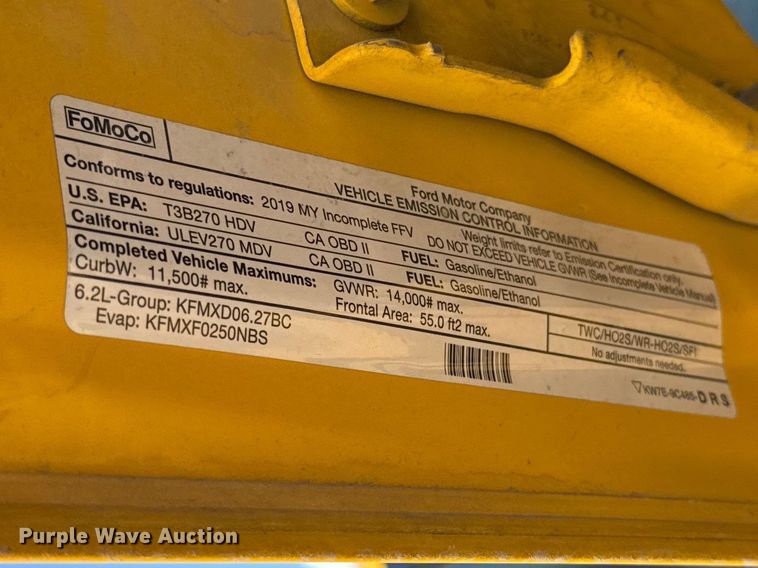 FoMoCo
Ford Motor Company
VEHICLE EMISSION CONTROL INFORMATION
Conforms to regulations: 2019 MY Incomplete FFV
Weight limits refer to Emission Certification only.
DO NOT EXCEED VEHICLE GVWR (See Incomplete Vehicle Manual)
U.S. EPA: T3B270 HDV CA OBD II FUEL: Gasoline/Ethanol
California: ULEV270 MDV CA OBD II FUEL: Gasoline/Ethanol
Completed Vehicle Maximums: GVWR: 14,000# max.
CurbW: 11,500# max. Frontal Area: 55.0 ft2 max.
6.2L-Group: KFMXD06.27BC
Evap: KFMXF0250NBS
TWC/HO2S/WR-HO2S/SFI
No adjustments needed.
KW7E-9C485-DRS
Purple Wave Auction